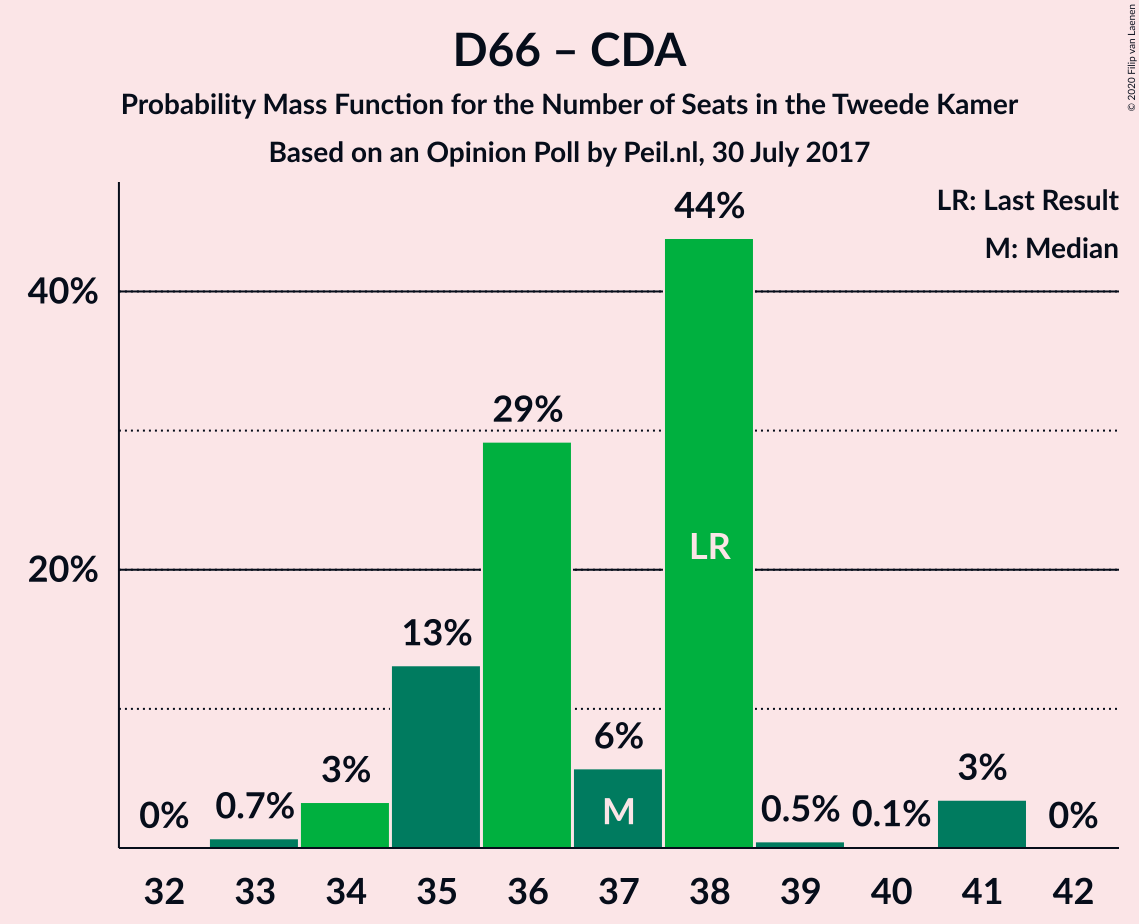 D66 – CDA
Probability Mass Function for the Number of Seats in the Tweede Kamer
Based on an Opinion Poll by Peil.nl, 30 July 2017
© 2020 Filip van Laenen
LR: Last Result
M: Median
40%
20%
0%
0.7%
3%
13%
29%
6%
44%
0.5%
0.1%
3%
0%
M
LR
32 33 34 35 36 37 38 39 40 41 42